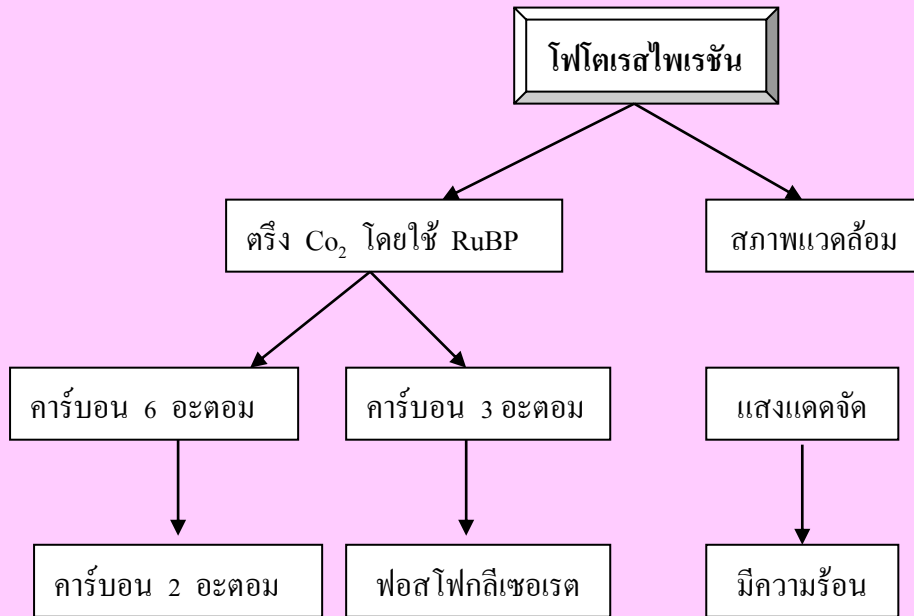 โฟโตเรสไพเรชัน
ตรึง Co₂ โดยใช้ RuBP
สภาพแวดล้อม
คาร์บอน 6 อะตอม
คาร์บอน 3 อะตอม
แสงแดดจัด
คาร์บอน 2 อะตอม
ฟอสโฟกลีเซอเรต
มีความร้อน